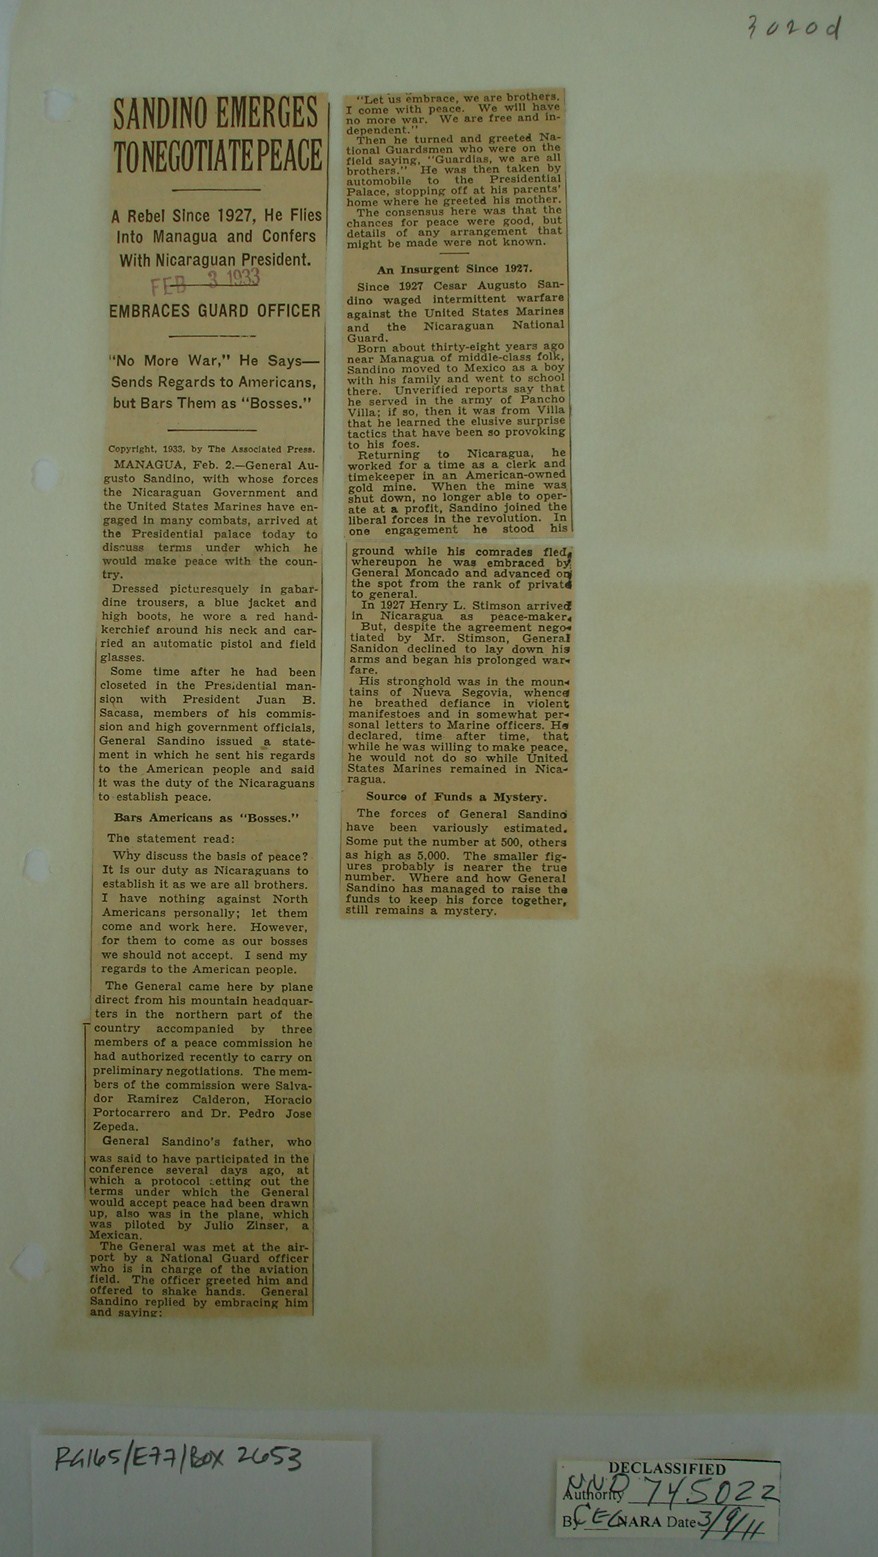 3020d
SANDINO EMERGES
TO NEGOTIATE PEACE
A Rebel Since 1927, He Flies
Into Managua and Confers
With Nicaraguan President.
FEB 3 1933
EMBRACES GUARD OFFICER
"No More War," He Says—
Sends Regards to Americans,
but Bars Them as "Bosses."
Copyright, 1933, by The Associated Press.
MANAGUA, Feb. 2.—General Au-
gusto Sandino, with whose forces
the Nicaraguan Government and
the United States Marines have en-
gaged in many combats, arrived at
the Presidential palace today to
discuss terms under which he
would make peace with the coun-
try.
Dressed picturesquely in gabar-
dine trousers, a blue jacket and
high boots, he wore a red hand-
kerchief around his neck and car-
ried an automatic pistol and field
glasses.
Some time after he had been
closeted in the Presidential man-
sion with President Juan B.
Sacasa, members of his commis-
sion and high government officials,
General Sandino issued a state-
ment in which he sent his regards
to the American people and said
it was the duty of the Nicaraguans
to establish peace.
Bars Americans as "Bosses."
The statement read:
Why discuss the basis of peace?
It is our duty as Nicaraguans to
establish it as we are all brothers.
I have nothing against North
Americans personally; let them
come and work here. However,
for them to come as our bosses
we should not accept. I send my
regards to the American people.
The General came here by plane
direct from his mountain headquar-
ters in the northern part of the
country accompanied by three
members of a peace commission he
had authorized recently to carry on
preliminary negotiations. The mem-
bers of the commission were Salva-
dor Ramirez Calderon, Horacio
Portocarrero and Dr. Pedro Jose
Zepeda.
General Sandino's father, who
was said to have participated in the
conference several days ago, at
which a protocol setting out the
terms under which the General
would accept peace had been drawn
up, also was in the plane, which
was piloted by Julio Zinser, a
Mexican.
The General was met at the air-
port by a National Guard officer
who is in charge of the aviation
field. The officer greeted him and
offered to shake hands. General
Sandino replied by embracing him
and saying:
"Let us embrace, we are brothers.
I come with peace. We will have
no more war. We are free and in-
dependent."
Then he turned and greeted Na-
tional Guardsmen who were on the
field saying, "Guardias, we are all
brothers." He was then taken by
automobile to the Presidential
Palace, stopping off at his parents'
home where he greeted his mother.
The consensus here was that the
chances for peace were good, but
details of any arrangement that
might be made were not known.
An Insurgent Since 1927.
Since 1927 Cesar Augusto San-
dino waged intermittent warfare
against the United States Marines
and the Nicaraguan National
Guard.
Born about thirty-eight years ago
near Managua of middle-class folk,
Sandino moved to Mexico as a boy
with his family and went to school
there. Unverified reports say that
he served in the army of Pancho
Villa; if so, then it was from Villa
that he learned the elusive surprise
tactics that have been so provoking
to his foes.
Returning to Nicaragua, he
worked for a time as a clerk and
timekeeper in an American-owned
gold mine. When the mine was
shut down, no longer able to oper-
ate at a profit, Sandino joined the
liberal forces in the revolution. In
one engagement he stood his
ground while his comrades fled,
whereupon he was embraced by
General Moncado and advanced on
the spot from the rank of private
to general.
In 1927 Henry L. Stimson arrived
in Nicaragua as peace-maker.
But, despite the agreement nego-
tiated by Mr. Stimson, General
Sanidon declined to lay down his
arms and began his prolonged war-
fare.
His stronghold was in the moun-
tains of Nueva Segovia, whence
he breathed defiance in violent
manifestoes and in somewhat per-
sonal letters to Marine officers. He
declared, time after time, that
while he was willing to make peace,
he would not do so while United
States Marines remained in Nica-
ragua.
Source of Funds a Mystery.
The forces of General Sandino
have been variously estimated.
Some put the number at 500, others
as high as 5,000. The smaller fig-
ures probably is nearer the true
number. Where and how General
Sandino has managed to raise the
funds to keep his force together,
still remains a mystery.
RG165/E77/Box 2653
DECLASSIFIED
Authority NND 745022
By CEG NARA Date 3/9/11